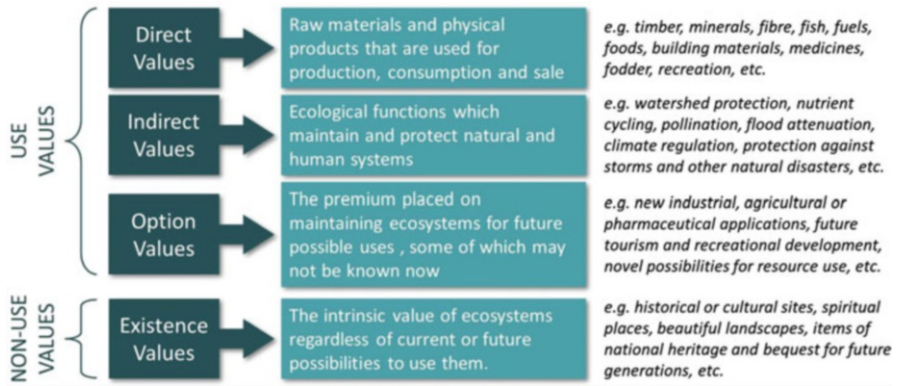 USE
VALUES
Direct
Values
Raw materials and physical
products that are used for
production, consumption and sale
e.g. timber, minerals, fibre, fish, fuels,
foods, building materials, medicines,
fodder, recreation, etc.
Indirect
Values
Ecological functions which
maintain and protect natural and
human systems
e.g. watershed protection, nutrient
cycling, pollination, flood attenuation,
climate regulation, protection against
storms and other natural disasters, etc.
Option
Values
The premium placed on
maintaining ecosystems for future
possible uses , some of which may
not be known now
e.g. new industrial, agricultural or
pharmaceutical applications, future
tourism and recreational development,
novel possibilities for resource use, etc.
NON-USE
VALUES
Existence
Values
The intrinsic value of ecosystems
regardless of current or future
possibilities to use them.
e.g. historical or cultural sites, spiritual
places, beautiful landscapes, items of
national heritage and bequest for future
generations, etc.